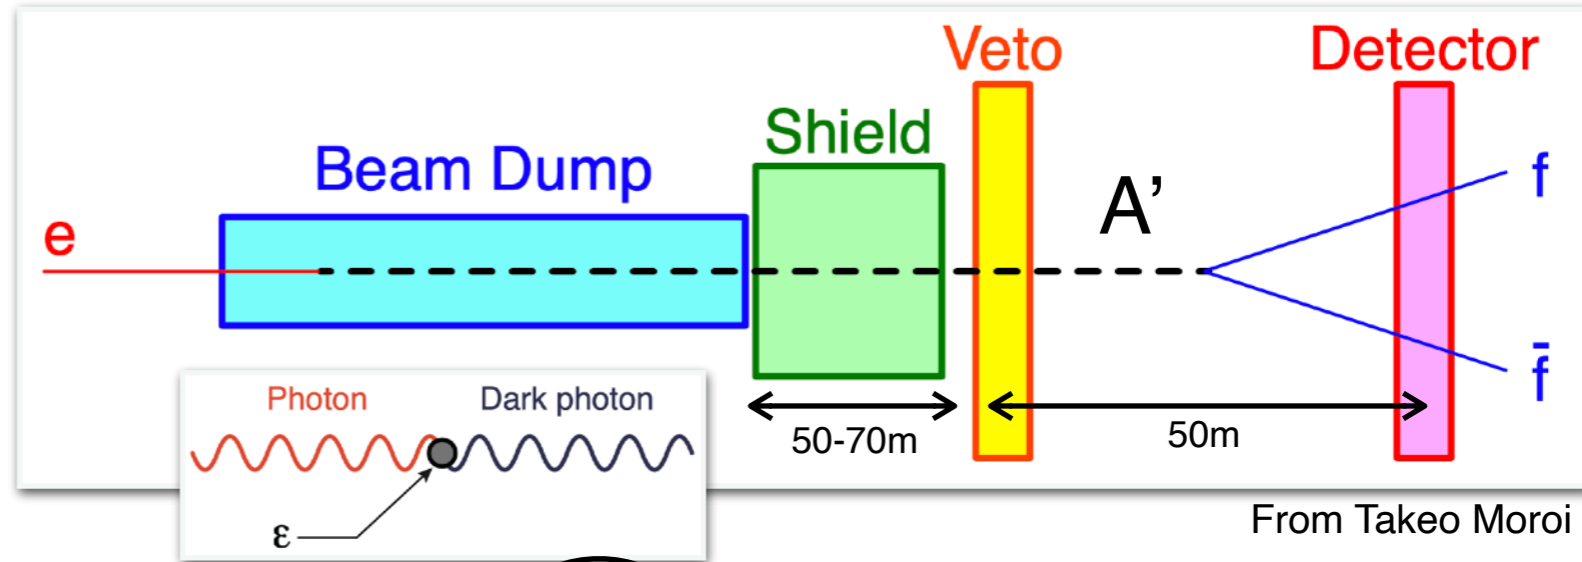 Veto
Detector
Shield
Beam Dump
e
A’
f
f̄
50-70m
50m
Photon
Dark photon
ε
From Takeo Moroi